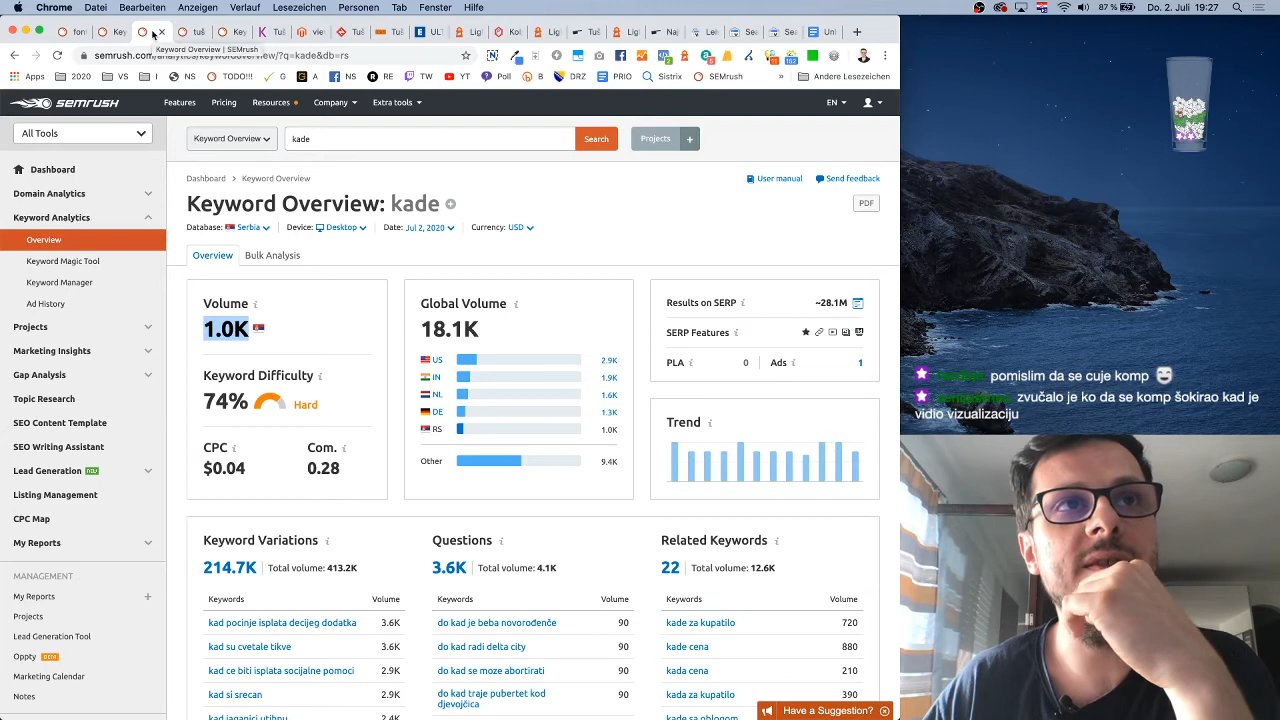 Chrome Datei Bearbeiten Ansicht Verlauf Lesezeichen Personen Tab Fenster Hilfe
Do. 2. Juli 19:27
Keyword Overview | SEMrush
semrush.com/analytics/keywordoverview/?q=kade&db=rs
Apps 2020 VS I NS TODO!!! G A NS RE TW YT Poll B DRZ PRIO Sistrix SEMrush » Andere Lesezeichen
SEMRUSH Features Pricing Resources Company Extra tools EN
All Tools
Keyword Overview kade Search Projects +
Dashboard
Domain Analytics
Keyword Analytics
Overview
Keyword Magic Tool
Keyword Manager
Ad History
Projects
Marketing Insights
Gap Analysis
Topic Research
SEO Content Template
SEO Writing Assistant
Lead Generation
Listing Management
CPC Map
My Reports
MANAGEMENT
My Reports +
Projects
Lead Generation Tool
Oppty BETA
Marketing Calendar
Notes
Dashboard > Keyword Overview
User manual Send feedback
Keyword Overview: kade
PDF
Database: Serbia Device: Desktop Date: Jul 2, 2020 Currency: USD
Overview Bulk Analysis
Volume i
1.0K
Keyword Difficulty i
74% Hard
CPC i Com. i
$0.04 0.28
Global Volume i
18.1K
US 2.9K
IN 1.9K
NL 1.6K
DE 1.3K
RS 1.0K
Other 9.4K
Results on SERP i ~28.1M
SERP Features i
PLA i 0 Ads i 1
Trend i
Keyword Variations i
214.7K Total volume: 413.2K
Keywords Volume
kad pocinje isplata decijeg dodatka 3.6K
kad su cvetale tikve 3.6K
kad ce biti isplata socijalne pomoci 2.9K
kad si srecan 2.9K
kad jaganjci utihnu 2.4K
Questions i
3.6K Total volume: 4.1K
Keywords Volume
do kad je beba novorođenče 90
do kad radi delta city 90
do kad se moze abortirati 90
do kad traje pubertet kod
djevojčica 90
Related Keywords i
22 Total volume: 12.6K
Keywords Volume
kade za kupatilo 720
kade cena 880
kada cena 210
kada za kupatilo 390
kade sa oblogom
Have a Suggestion?
pomislim da se cuje komp
zvučalo je ko da se komp šokirao kad je
vidio vizualizaciju